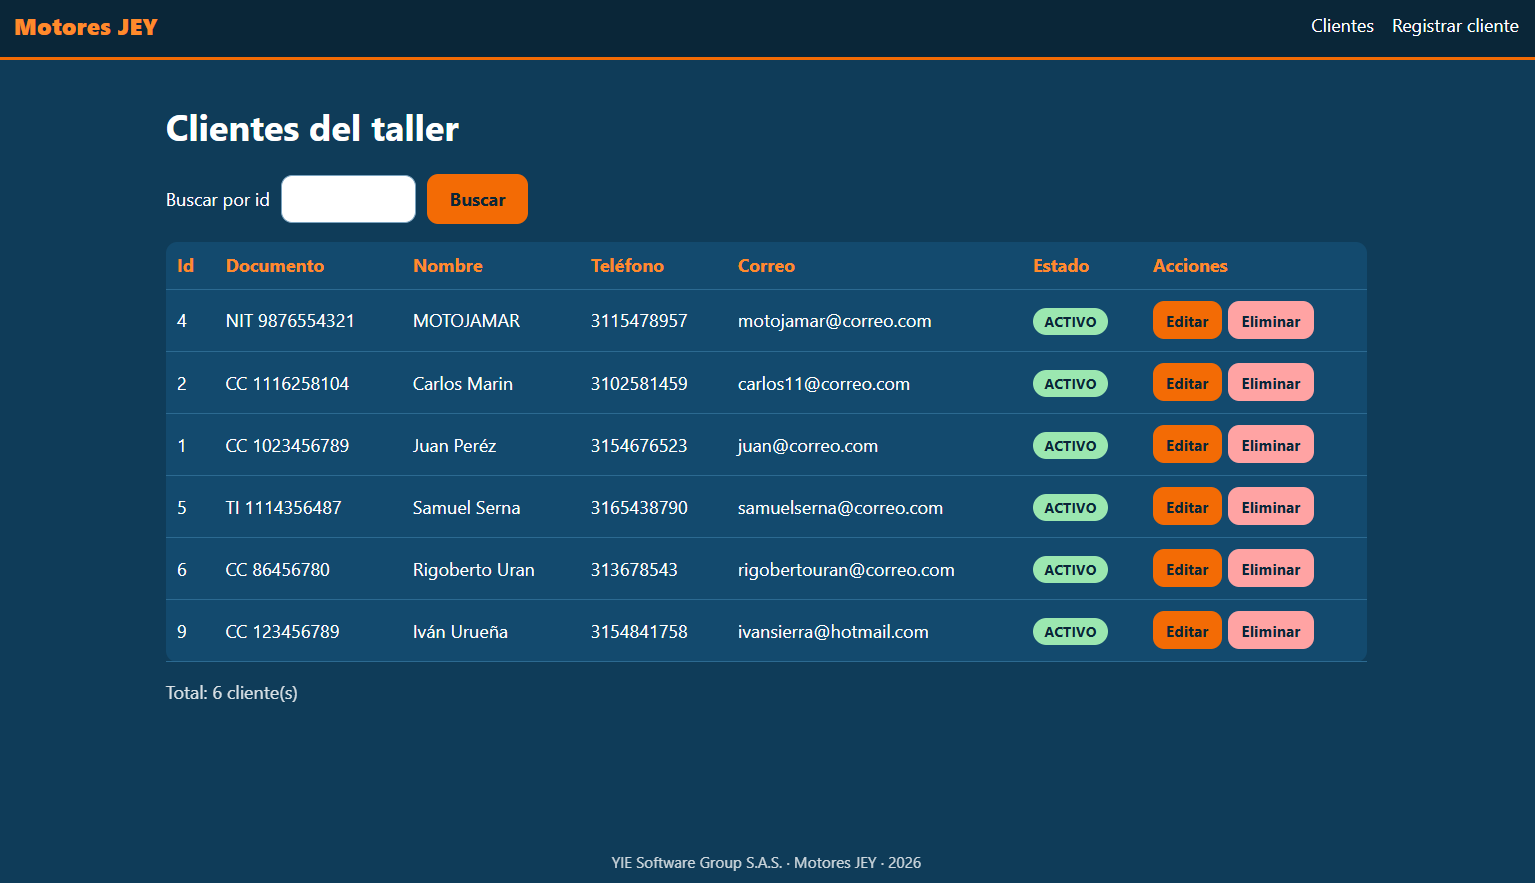 Motores JEY Clientes Registrar cliente
Clientes del taller
Buscar por id Buscar
Id Documento Nombre Teléfono Correo Estado Acciones
4 NIT 9876554321 MOTOJAMAR 3115478957 motojamar@correo.com ACTIVO Editar Eliminar
2 CC 1116258104 Carlos Marin 3102581459 carlos11@correo.com ACTIVO Editar Eliminar
1 CC 1023456789 Juan Peréz 3154676523 juan@correo.com ACTIVO Editar Eliminar
5 TI 1114356487 Samuel Serna 3165438790 samuelserna@correo.com ACTIVO Editar Eliminar
6 CC 86456780 Rigoberto Uran 313678543 rigobertouran@correo.com ACTIVO Editar Eliminar
9 CC 123456789 Iván Urueña 3154841758 ivansierra@hotmail.com ACTIVO Editar Eliminar
Total: 6 cliente(s)
YIE Software Group S.A.S. · Motores JEY · 2026